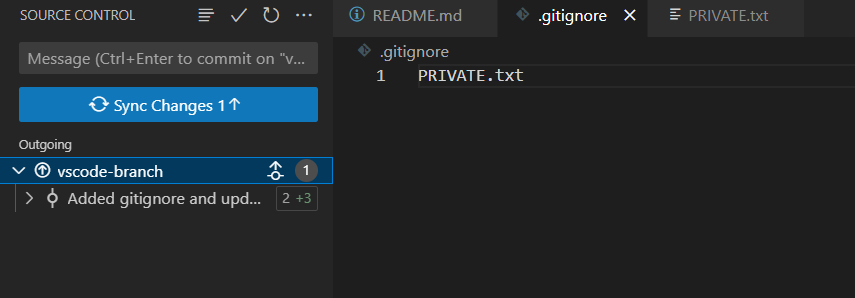 SOURCE CONTROL
Message (Ctrl+Enter to commit on "v...
Sync Changes 1↑
Outgoing
vscode-branch 1
Added gitignore and upd... 2 +3
README.md .gitignore PRIVATE.txt
.gitignore
1 PRIVATE.txt